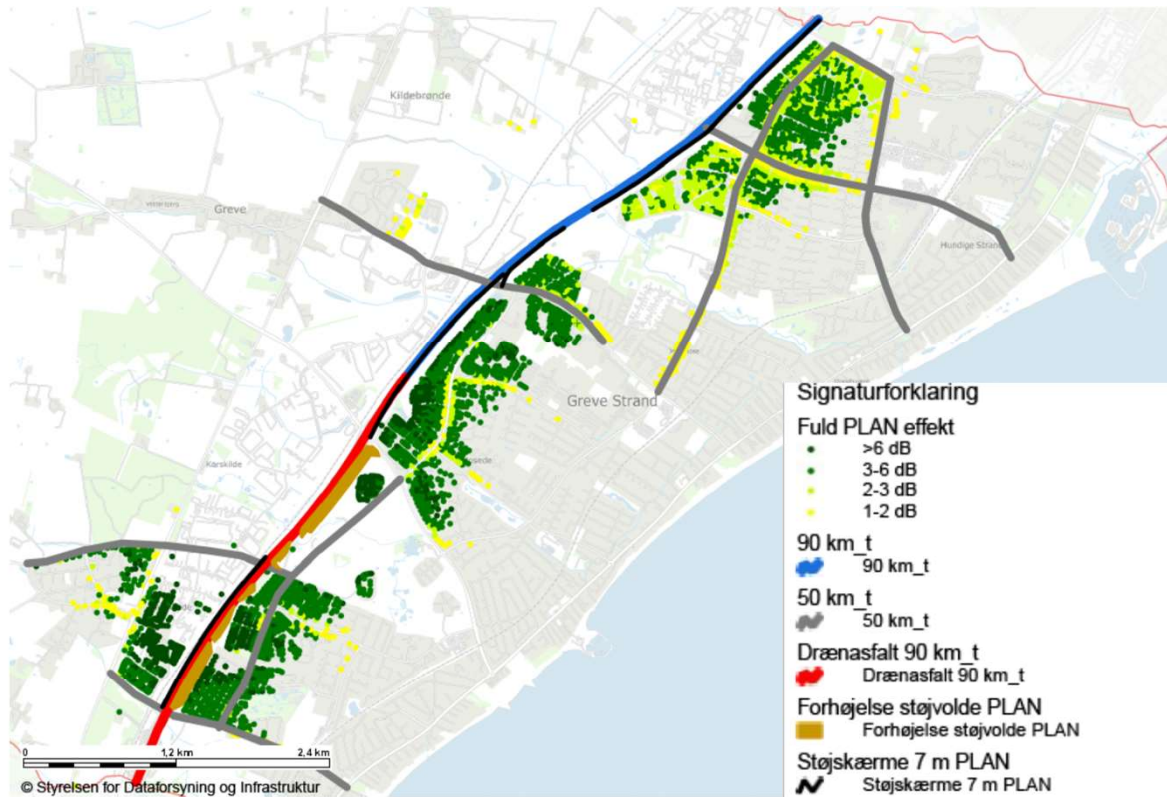 Kildebrønde
Greve
Hundige Strand
Greve Strand
Karskilde
Signaturforklaring
Fuld PLAN effekt
>6 dB
3-6 dB
2-3 dB
1-2 dB
90 km_t
90 km_t
50 km_t
50 km_t
Drænasfalt 90 km_t
Drænasfalt 90 km_t
Forhøjelse støjvolde PLAN
Forhøjelse støjvolde PLAN
Støjskærme 7 m PLAN
Støjskærme 7 m PLAN
0 1,2 km 2,4 km
© Styrelsen for Dataforsyning og Infrastruktur